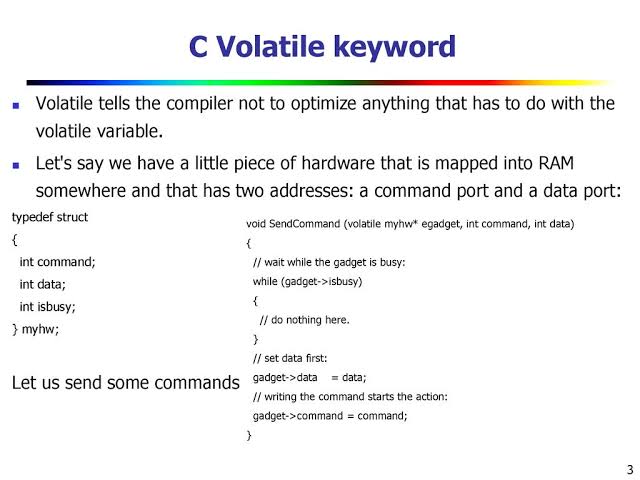 C Volatile keyword
Volatile tells the compiler not to optimize anything that has to do with the
volatile variable.
Let's say we have a little piece of hardware that is mapped into RAM
somewhere and that has two addresses: a command port and a data port:
typedef struct
{
int command;
int data;
int isbusy;
} myhw;
Let us send some commands
void SendCommand (volatile myhw* egadget, int command, int data)
{
// wait while the gadget is busy:
while (gadget->isbusy)
{
// do nothing here.
}
// set data first:
gadget->data = data;
// writing the command starts the action:
gadget->command = command;
}
3